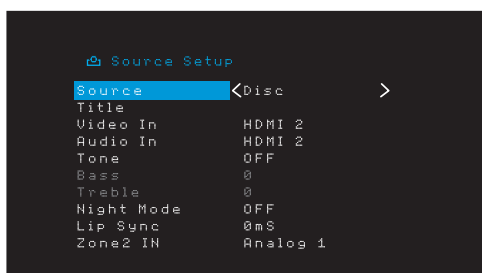 Source Setup
Source <Disc >
Title
Video In HDMI 2
Audio In HDMI 2
Tone OFF
Bass 0
Treble 0
Night Mode OFF
Lip Sync 0mS
Zone2 IN Analog 1